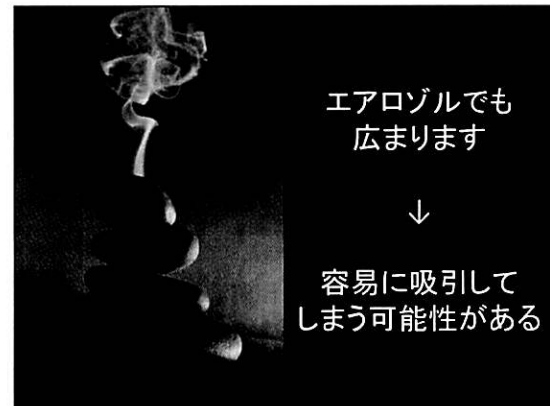 エアロゾルでも
広まります
↓
容易に吸引して
しまう可能性がある